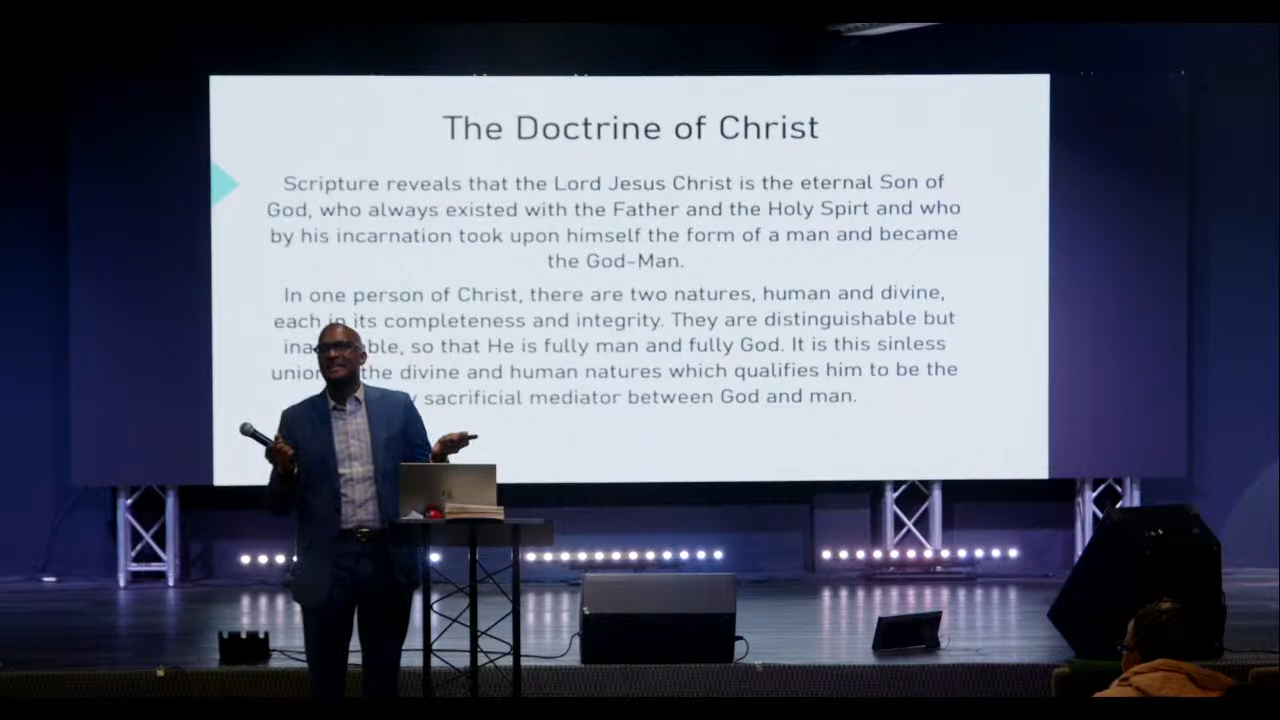 The Doctrine of Christ
Scripture reveals that the Lord Jesus Christ is the eternal Son of
God, who always existed with the Father and the Holy Spirt and who
by his incarnation took upon himself the form of a man and became
the God-Man.
In one person of Christ, there are two natures, human and divine,
each in its completeness and integrity. They are distinguishable but
so that He is fully man and fully God. It is this sinless
the divine and human natures which qualifies him to be the
sacrificial mediator between God and man.